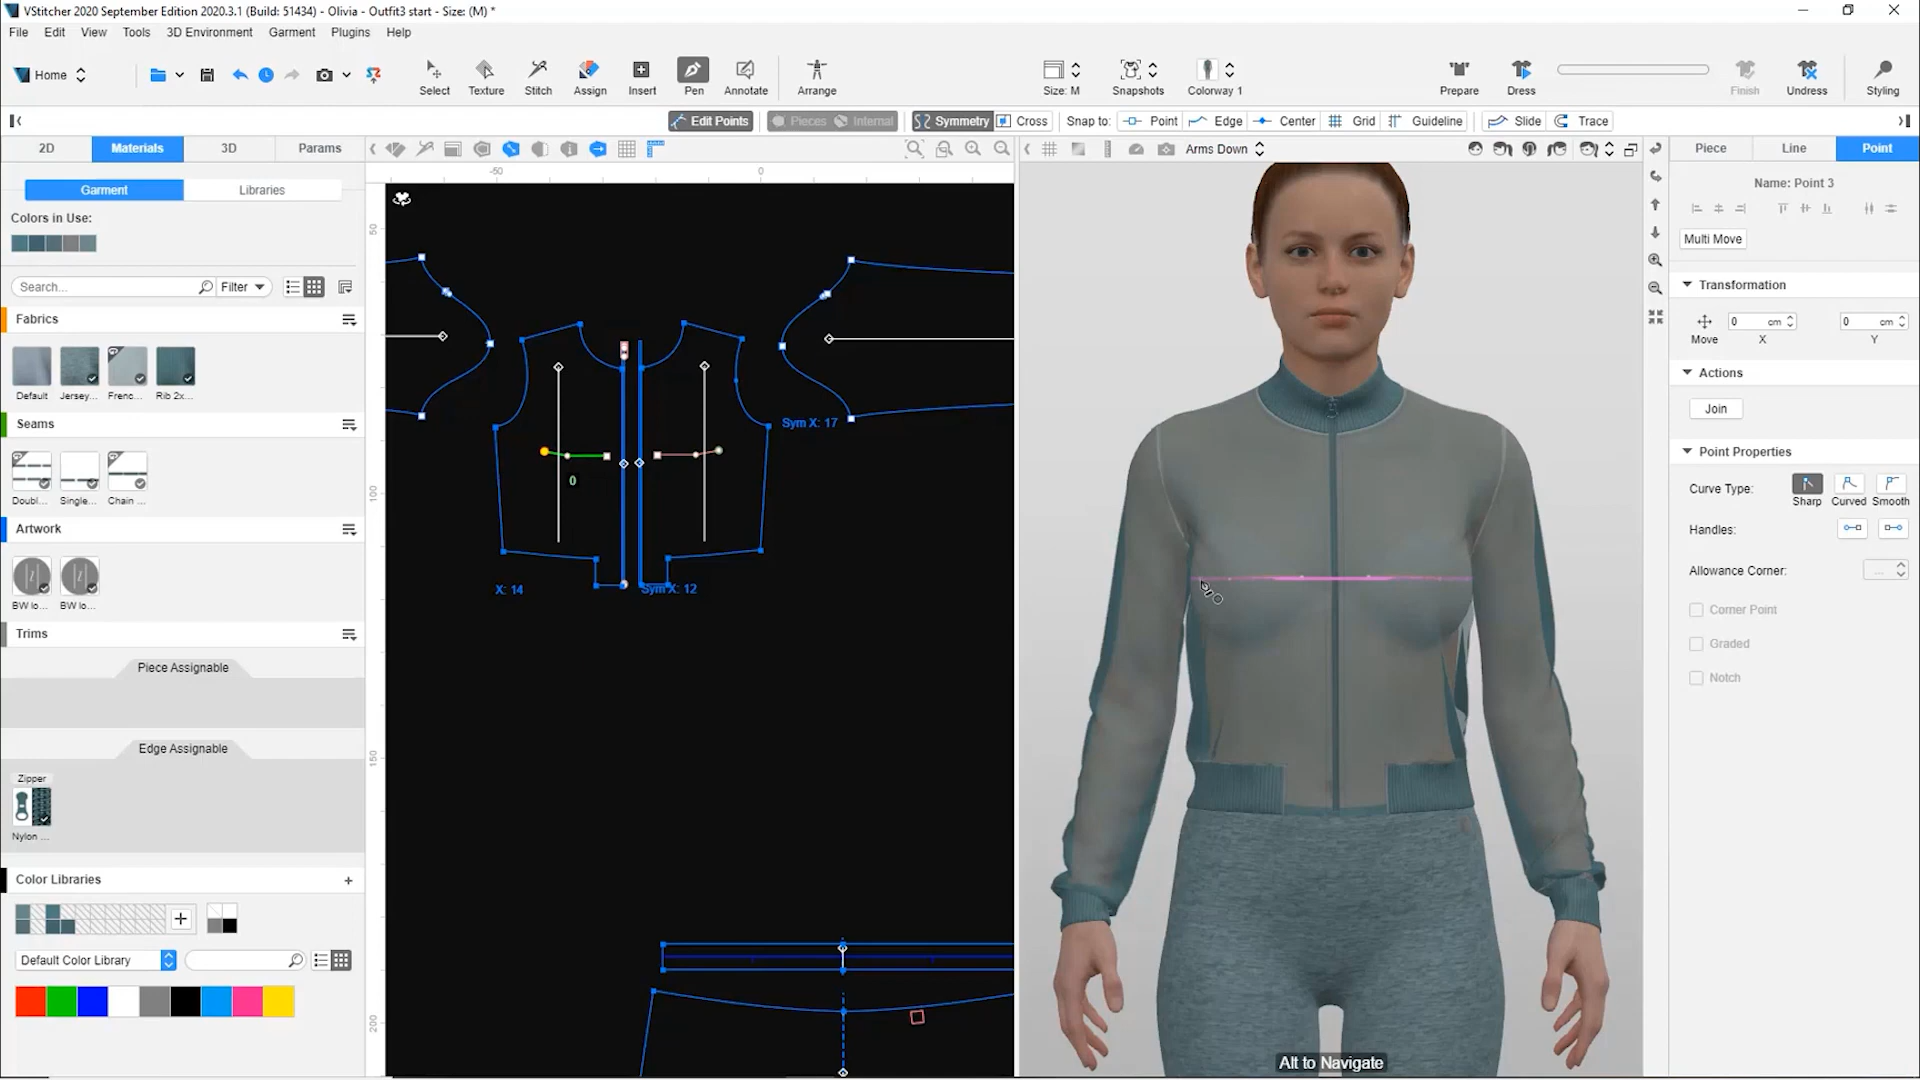 VStitcher 2020 September Edition 2020.3.1 (Build: 51434) - Olivia - Outfit3 start - Size: (M) *
File Edit View Tools 3D Environment Garment Plugins Help
Home
Select Texture Stitch Assign Insert Pen Annotate Arrange
Size: M Snapshots Colorway 1
Prepare Dress Finish Undress Styling
Edit Points Pieces Internal Symmetry Cross Snap to: Point Edge Center Grid Guideline Slide Trace
2D Materials 3D Params
Arms Down
Piece Line Point
Garment Libraries
Colors in Use:
Search... Filter
Fabrics
Default Jersey... Frenc... Rib 2x...
Seams
Doubl... Single... Chain ...
Artwork
BW lo... BW lo...
Trims
Piece Assignable
Edge Assignable
Zipper
Nylon ...
Color Libraries
Default Color Library
-50 0
50
100
150
200
Sym X: 17
0
X: 14
Sym X: 12
Alt to Navigate
Name: Point 3
Multi Move
Transformation
Move 0 cm 0 cm
X Y
Actions
Join
Point Properties
Curve Type: Sharp Curved Smooth
Handles:
Allowance Corner: ...
Corner Point
Graded
Notch